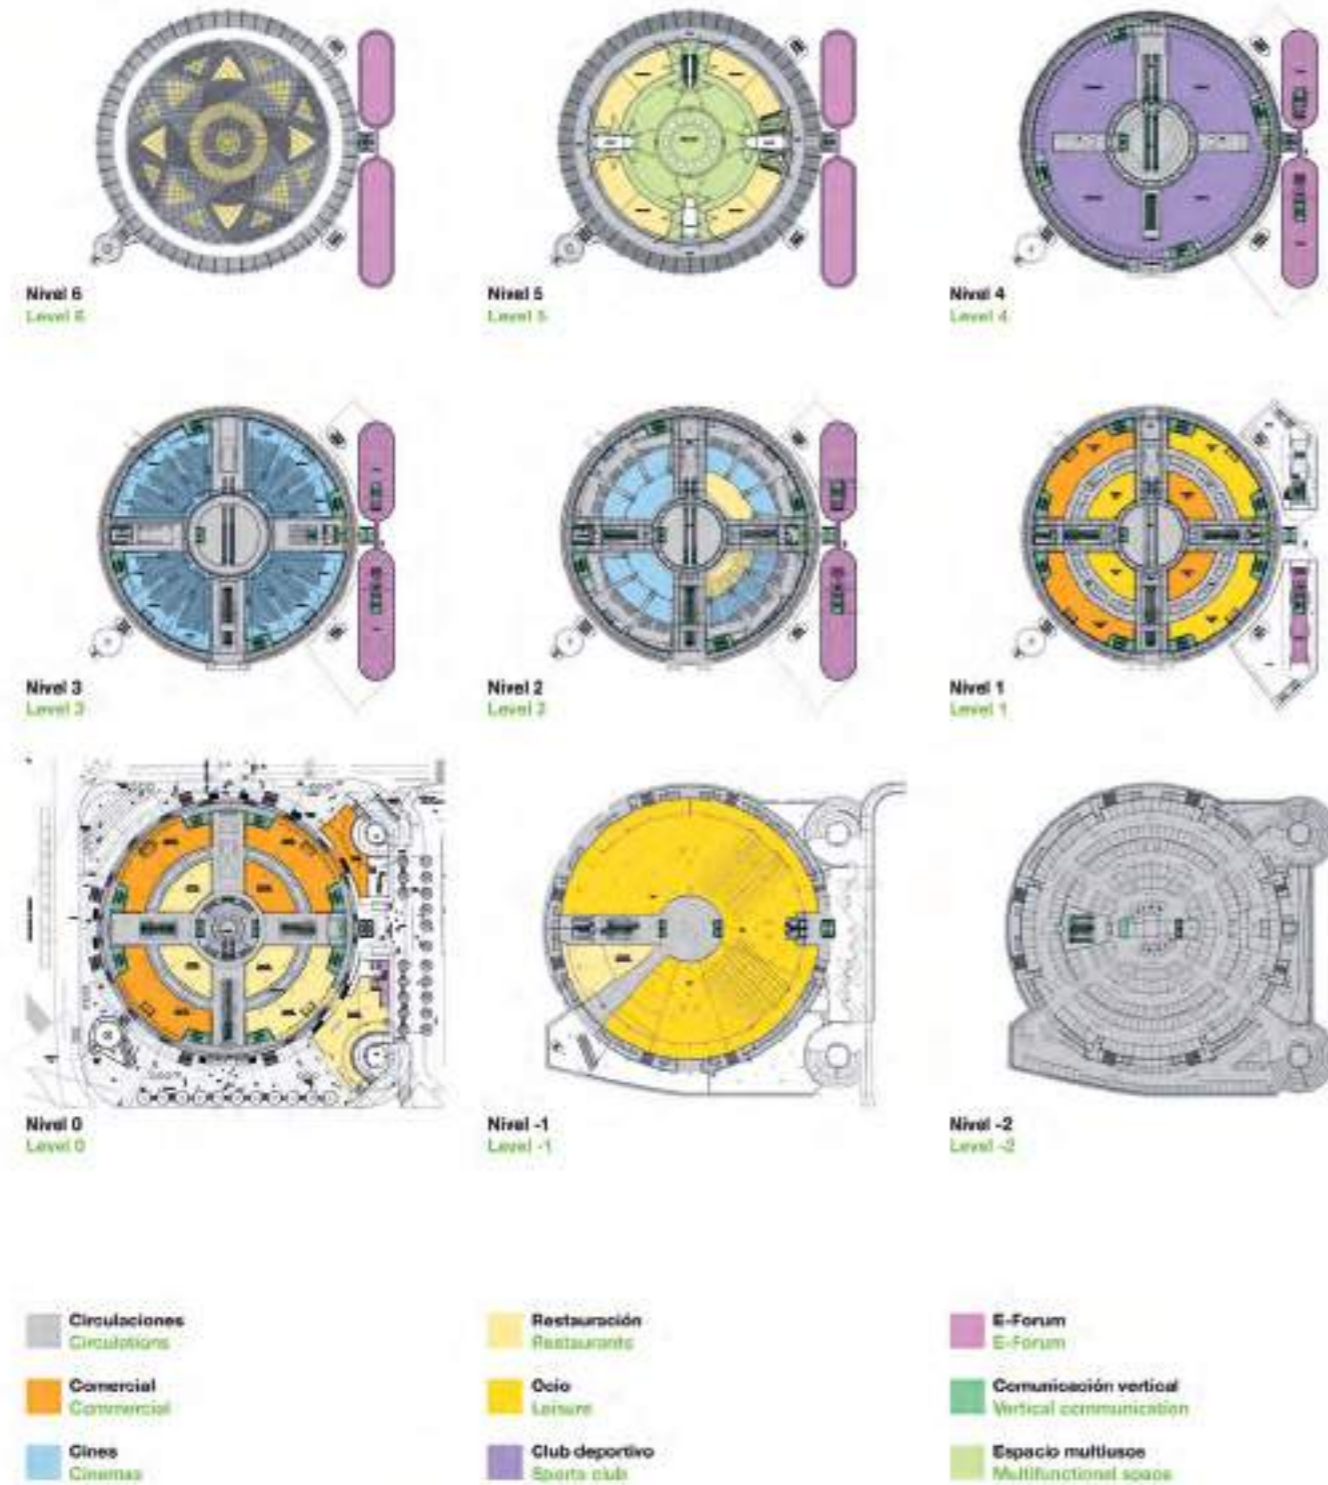 Nivel 6
Level 6
Nivel 5
Level 5
Nivel 4
Level 4
Nivel 3
Level 3
Nivel 2
Level 2
Nivel 1
Level 1
Nivel 0
Level 0
Nivel -1
Level -1
Nivel -2
Level -2
Circulaciones
Circulations
Comercial
Commercial
Cines
Cinemas
Restauración
Restaurants
Ocio
Leisure
Club deportivo
Sports club
E-Forum
E-Forum
Comunicación vertical
Vertical communication
Espacio multiusos
Multifunctional space